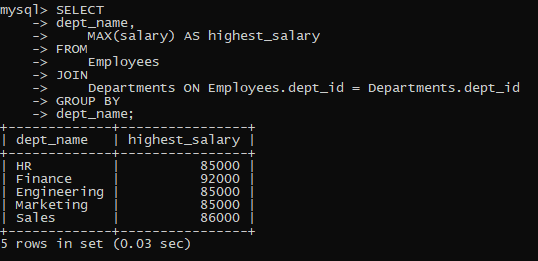 mysql> SELECT
    -> dept_name,
    ->     MAX(salary) AS highest_salary
    -> FROM
    ->     Employees
    -> JOIN
    ->     Departments ON Employees.dept_id = Departments.dept_id
    -> GROUP BY
    -> dept_name;
+-------------+----------------+
| dept_name   | highest_salary |
+-------------+----------------+
| HR          |          85000 |
| Finance     |          92000 |
| Engineering |          85000 |
| Marketing   |          85000 |
| Sales       |          86000 |
+-------------+----------------+
5 rows in set (0.03 sec)